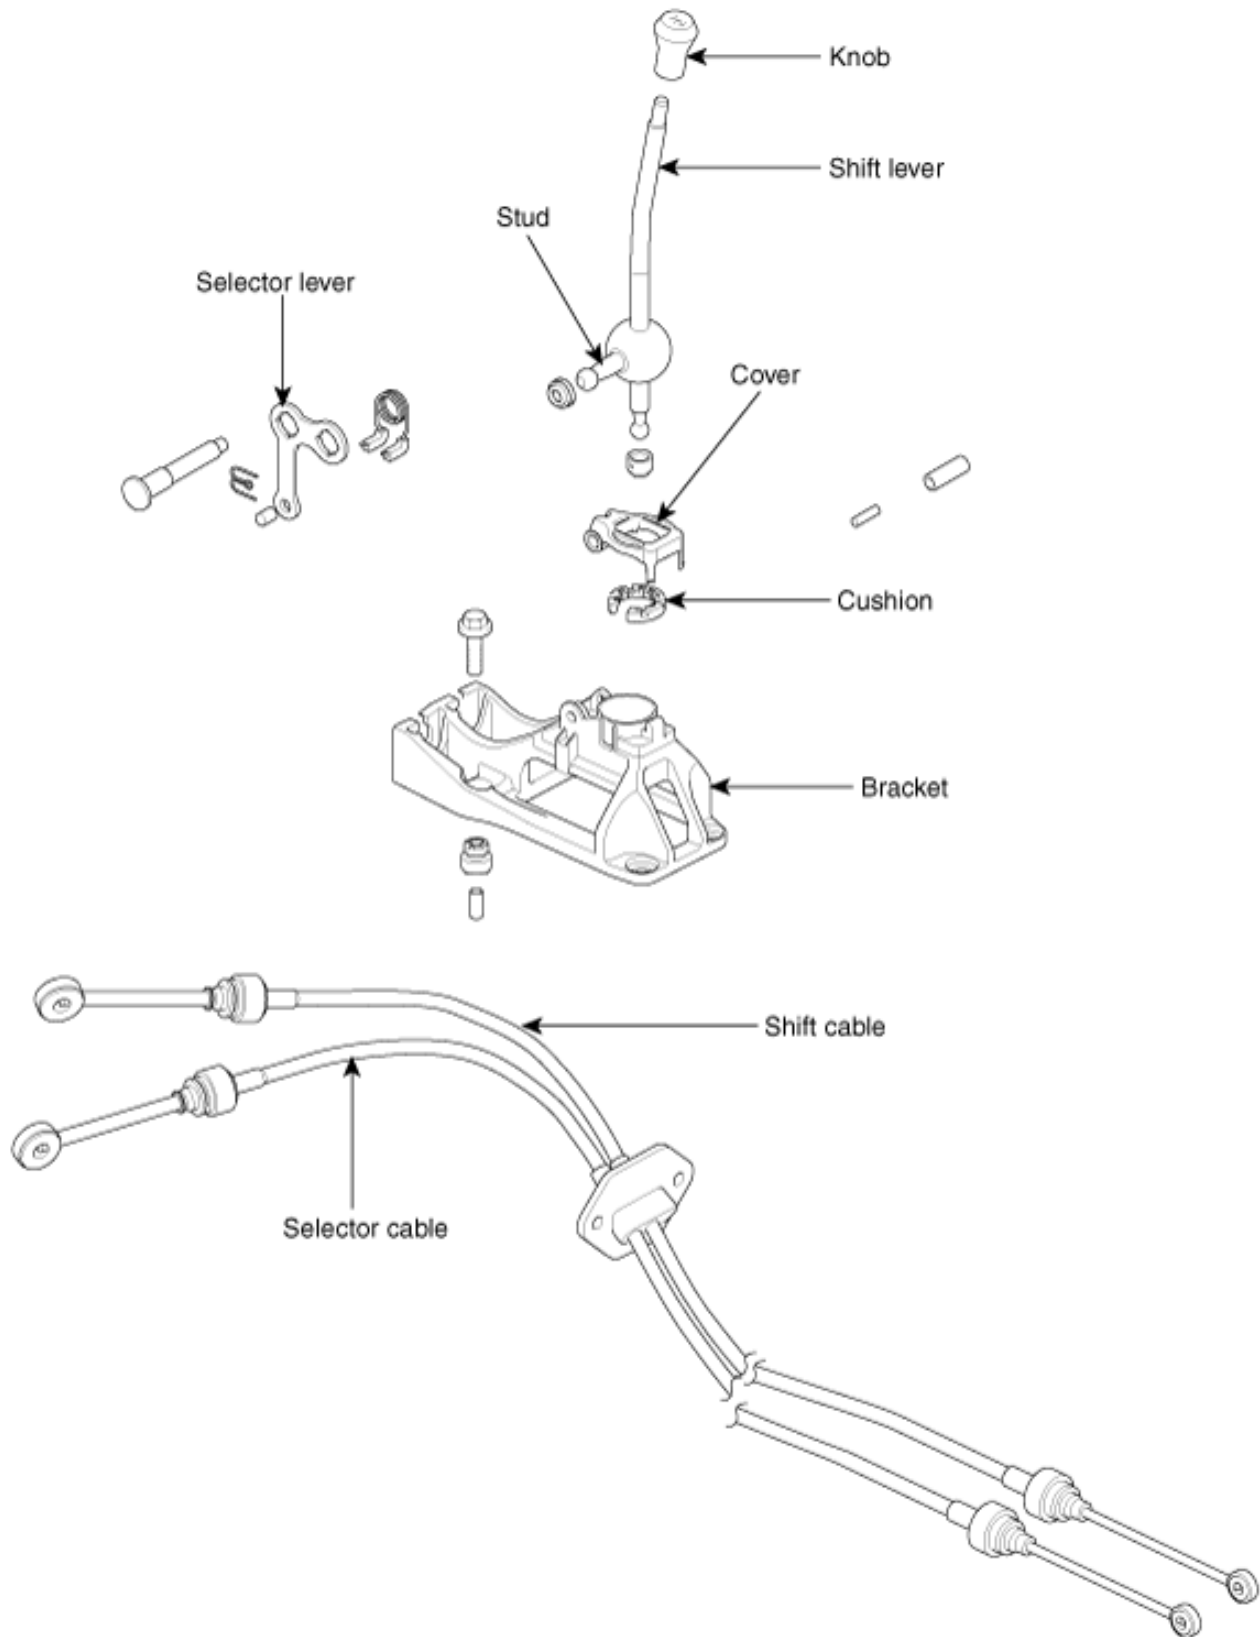 Knob
Shift lever
Stud
Selector lever
Cover
Cushion
Bracket
Shift cable
Selector cable